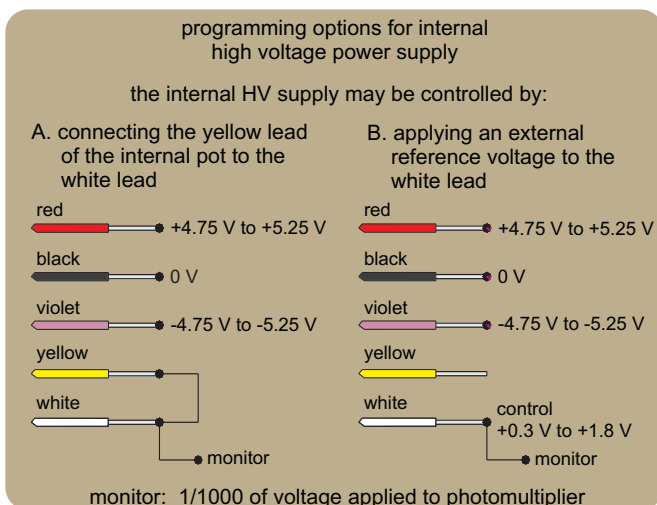 programming options for internal
high voltage power supply
the internal HV supply may be controlled by:
A. connecting the yellow lead
of the internal pot to the
white lead
red
+4.75 V to +5.25 V
black
0 V
violet
-4.75 V to -5.25 V
yellow
white
monitor
B. applying an external
reference voltage to the
white lead
red
+4.75 V to +5.25 V
black
0 V
violet
-4.75 V to -5.25 V
yellow
white
control
+0.3 V to +1.8 V
monitor
monitor: 1/1000 of voltage applied to photomultiplier